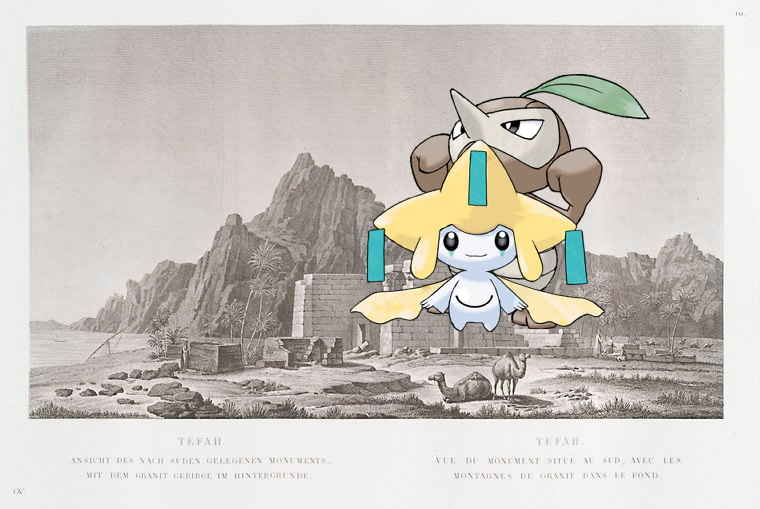 10.
TEFAH.
ANSICHT DES NACH SÜDEN GELEGENEN MONUMENTS,
MIT DEM GRANIT GEBIRGE IM HINTERGRUNDE.
TEFAH.
VUE DU MONUMENT SITUÉ AU SUD, AVEC LES
MONTAGNES DE GRANIT DANS LE FOND.